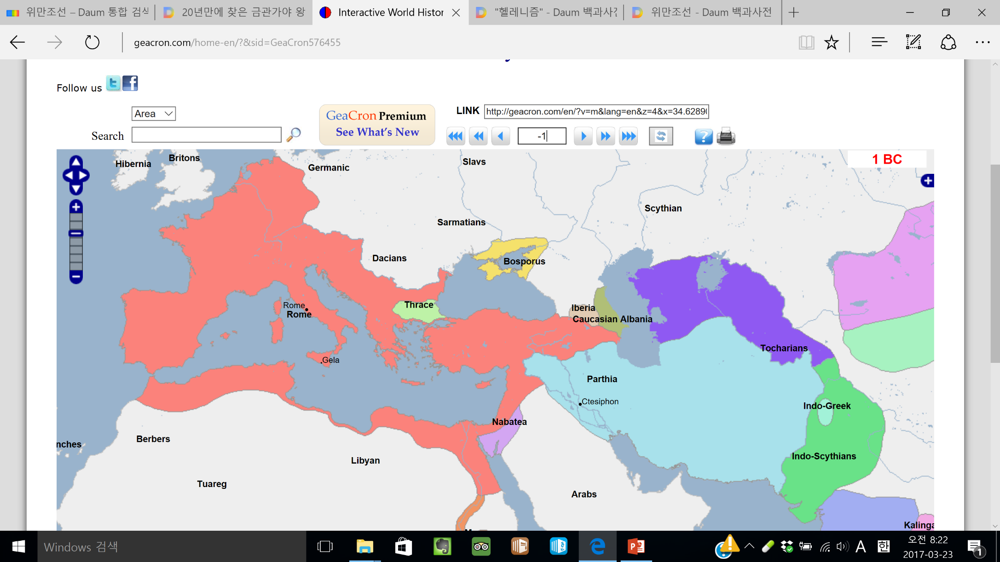 위만조선 – Daum 통합 검색
20년만에 찾은 금관가야 왕
Interactive World Histor
"헬레니즘" - Daum 백과사전
위만조선 - Daum 백과사전
geacron.com/home-en/?&sid=GeaCron576455
Follow us
Area
Search
GeaCron Premium
See What's New
LINK
http://geacron.com/en/?v=m&lang=en&z=4&x=34.6289
-1
1 BC
Hibernia
Britons
Germanic
Slavs
Scythian
Sarmatians
Dacians
Bosporus
Thrace
Iberia
Caucasian Albania
Rome
Rome
Tocharians
Gela
Parthia
Ctesiphon
Indo-Greek
Nabatea
Berbers
nches
Indo-Scythians
Libyan
Tuareg
Arabs
Kalinga
Windows 검색
A
한
오전 8:22
2017-03-23
1